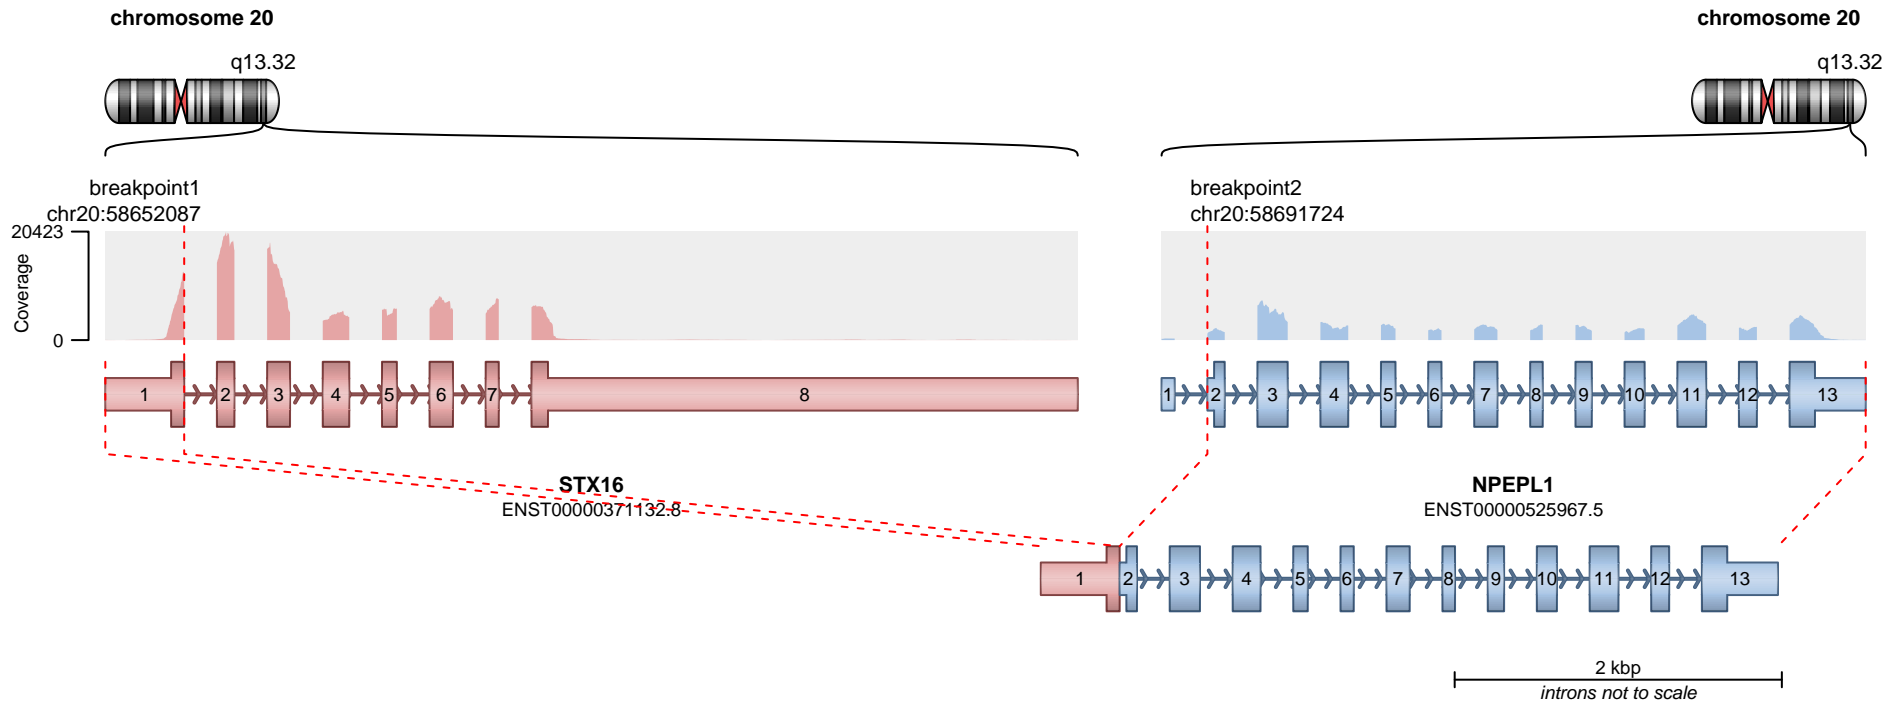 chromosome 20
chromosome 20
q13.32
q13.32
breakpoint1
chr20:58652087
breakpoint2
chr20:58691724
20423
Coverage
0
1 2 3 4 5 6 7 8
1 2 3 4 5 6 7 8 9 10 11 12 13
STX16
ENST00000371132.8
NPEPL1
ENST00000525967.5
1 2 3 4 5 6 7 8 9 10 11 12 13
2 kbp
introns not to scale